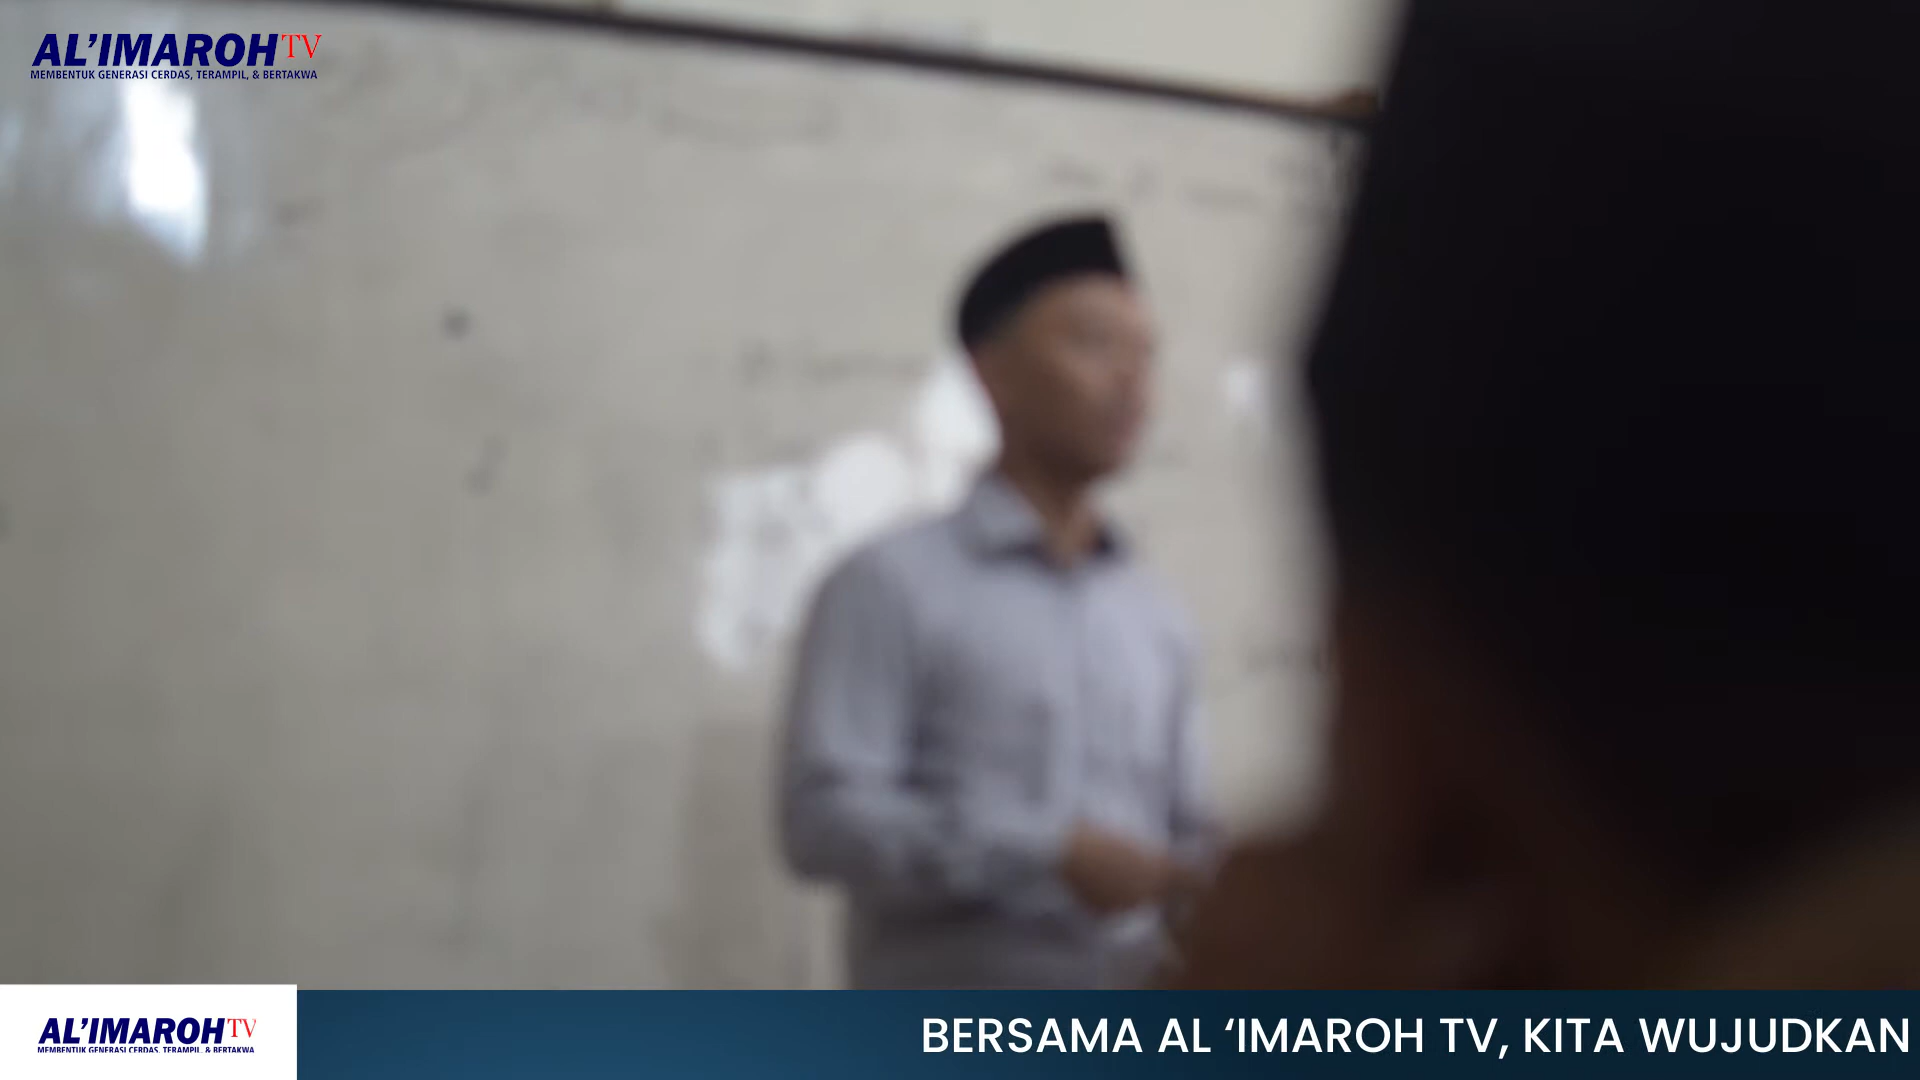 AL'IMAROH TV
MEMBENTUK GENERASI CERDAS, TERAMPIL, & BERTAKWA
AL'IMAROH TV
MEMBENTUK GENERASI CERDAS, TERAMPIL, & BERTAKWA
BERSAMA AL ‘IMAROH TV, KITA WUJUDKAN